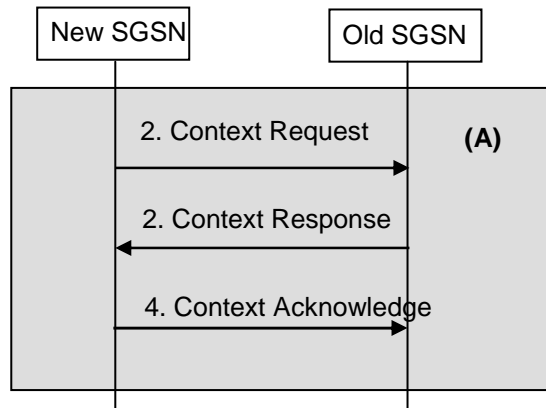 New SGSN
Old SGSN
2. Context Request
(A)
2. Context Response
4. Context Acknowledge